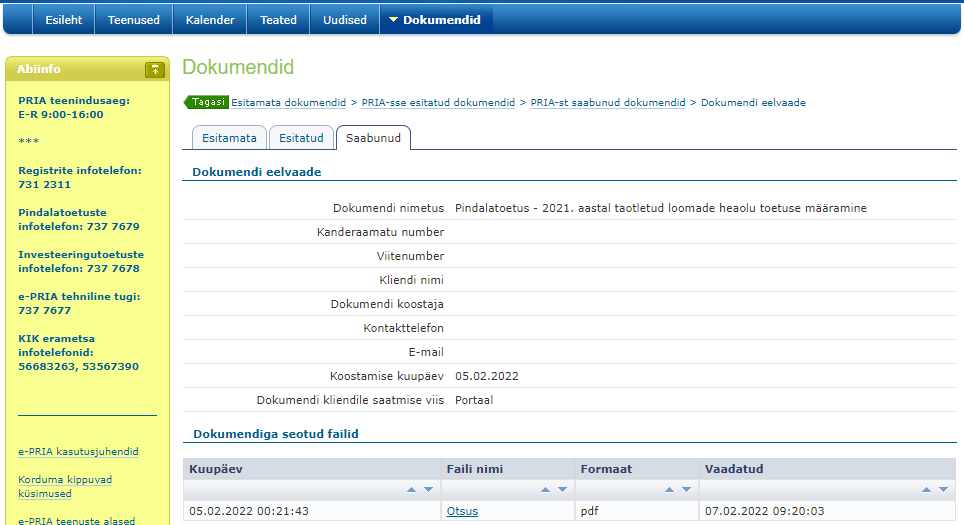 Esileht Teenused Kalender Teated Uudised Dokumendid
Abiinfo
PRIA teenindusaeg:
E-R 9:00-16:00
***
Registrite infotelefon:
731 2311
Pindalatoetuste
infotelefon: 737 7679
Investeeringutoetuste
infotelefon: 737 7678
e-PRIA tehniline tugi:
737 7677
KIK erametsa
infotelefonid:
56683263, 53567390
e-PRIA kasutusjuhendid
Korduma kippuvad
küsimused
e-PRIA teenuste alased
Dokumendid
Tagasi Esitamata dokumendid > PRIA-sse esitatud dokumendid > PRIA-st saabunud dokumendid > Dokumendi eelvaade
Esitamata Esitatud Saabunud
Dokumendi eelvaade
Dokumendi nimetus Pindalatoetus - 2021. aastal taotletud loomade heaolu toetuse määramine
Kanderaamatu number
Viitenumber
Kliendi nimi
Dokumendi koostaja
Kontakttelefon
E-mail
Koostamise kuupäev 05.02.2022
Dokumendi kliendile saatmise viis Portaal
Dokumendiga seotud failid
Kuupäev Faili nimi Formaat Vaadatud
05.02.2022 00:21:43 Otsus pdf 07.02.2022 09:20:03